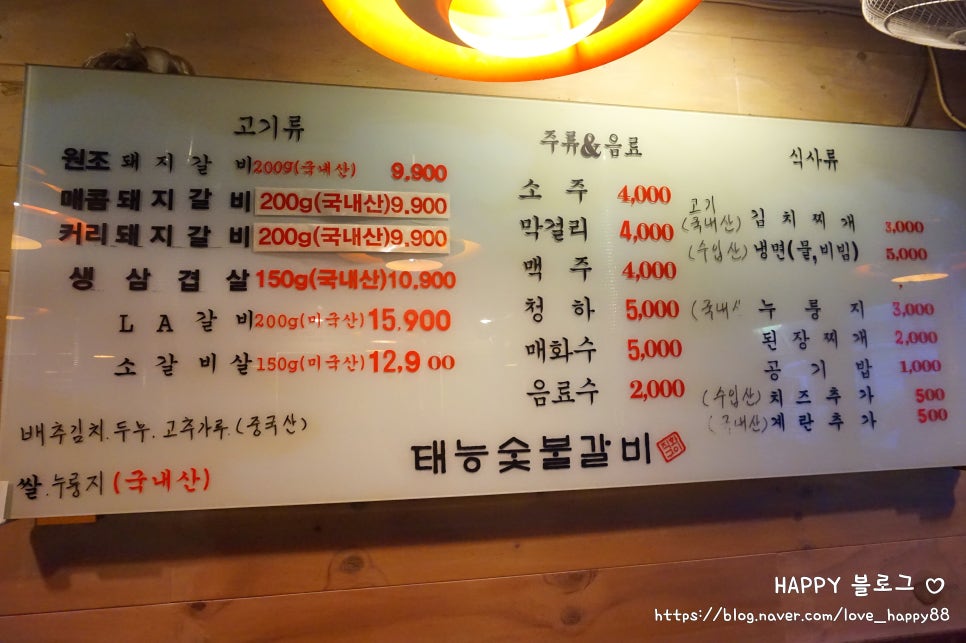 고기류
원조 돼지갈비 200g(국내산) 9,900
매콤 돼지갈비 200g(국내산) 9,900
커리 돼지갈비 200g(국내산) 9,900
생삼겹살 150g(국내산) 10,900
LA갈비 200g(미국산) 15,900
소갈비살 150g(미국산) 12,900
배추김치.두부.고추가루.(중국산)
쌀.누룽지(국내산)
주류&음료
소주 4,000
막걸리 4,000
맥주 4,000
청하 5,000
매화수 5,000
음료수 2,000
식사류
고기
(국내산) 김치찌개 3,000
(수입산) 냉면(물,비빔) 5,000
(국내 누룽지 3,000
된장찌개 2,000
공기밥 1,000
(수입산) 치즈추가 500
(국내산) 계란추가 500
태능숯불갈비
HAPPY 블로그 ♡
https://blog.naver.com/love_happy88